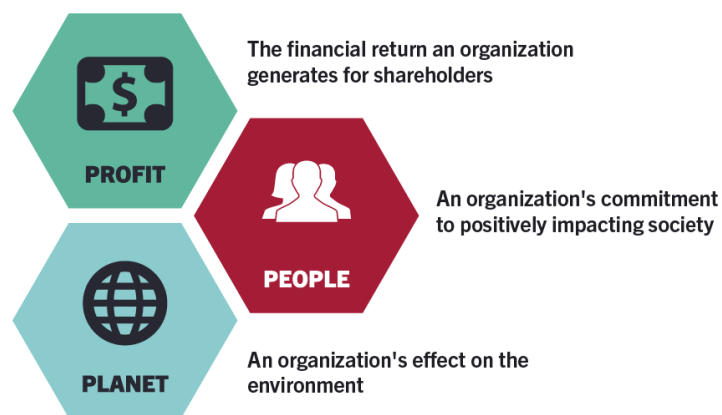 The financial return an organization
generates for shareholders
$
PROFIT
An organization's commitment
to positively impacting society
PEOPLE
An organization's effect on the
environment
PLANET